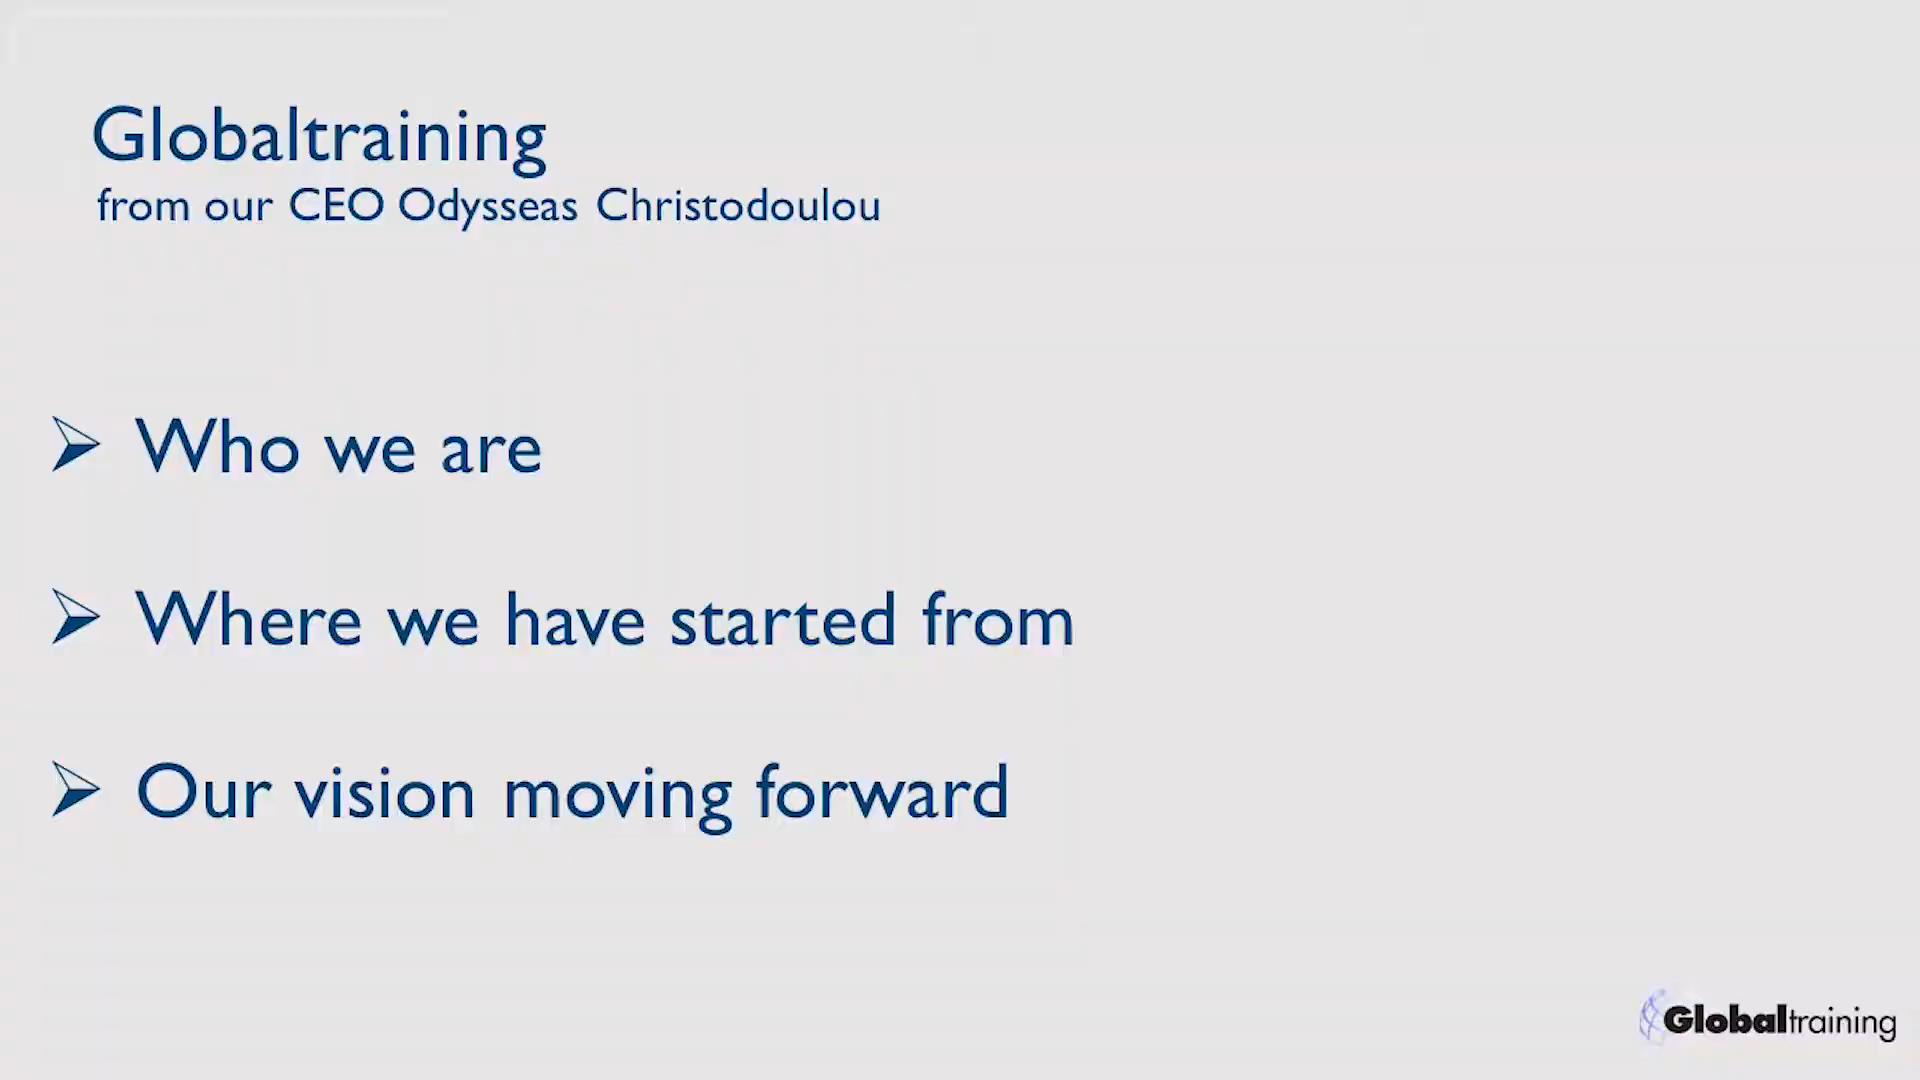 Globaltraining
from our CEO Odysseas Christodoulou
Who we are
Where we have started from
Our vision moving forward
Globaltraining